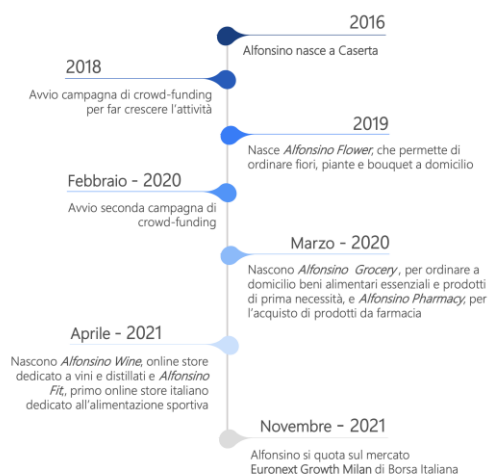 2016
Alfonsino nasce a Caserta
2018
Avvio campagna di crowd-funding
per far crescere l'attività
2019
Nasce Alfonsino Flower, che permette di
ordinare fiori, piante e bouquet a domicilio
Febbraio - 2020
Avvio seconda campagna di
crowd-funding
Marzo - 2020
Nascono Alfonsino Grocery, per ordinare a
domicilio beni alimentari essenziali e prodotti
di prima necessità, e Alfonsino Pharmacy, per
l'acquisto di prodotti da farmacia
Aprile - 2021
Nascono Alfonsino Wine, online store
dedicato a vini e distillati e Alfonsino
Fit, primo online store italiano
dedicato all'alimentazione sportiva
Novembre - 2021
Alfonsino si quota sul mercato
Euronext Growth Milan di Borsa Italiana